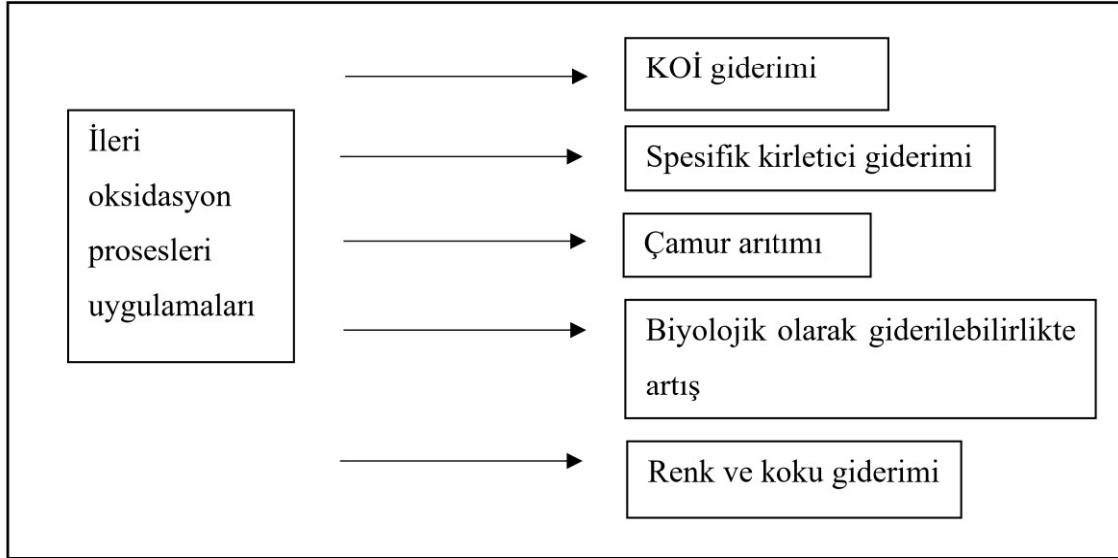 İleri
oksidasyon
prosesleri
uygulamaları
KOİ giderimi
Spesifik kirletici giderimi
Çamur arıtımı
Biyolojik olarak giderilebilirlikte
artış
Renk ve koku giderimi